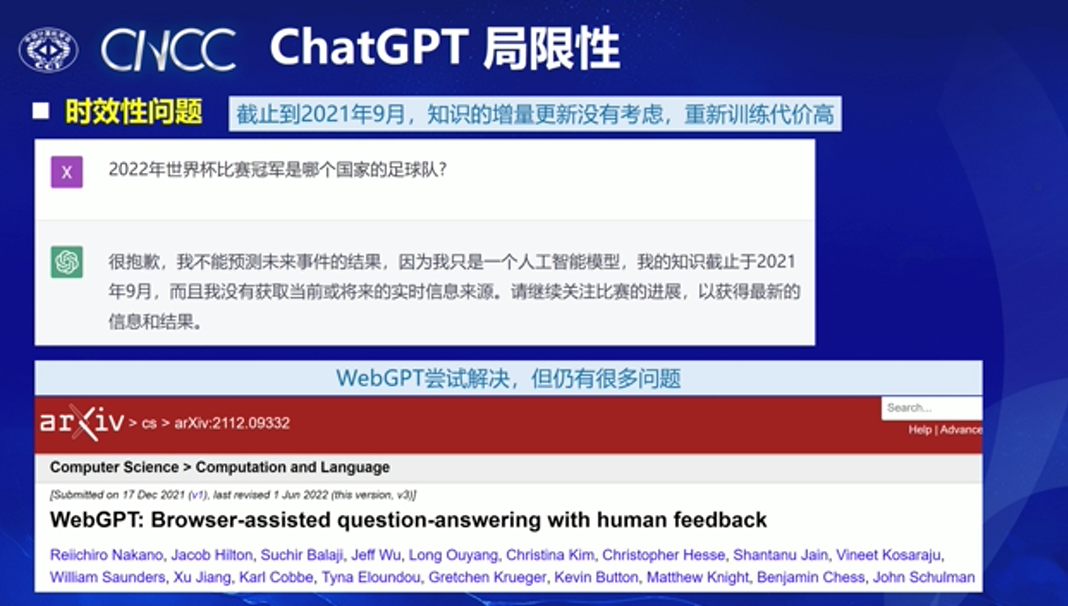 CNCC ChatGPT 局限性
时效性问题 截止到2021年9月，知识的增量更新没有考虑，重新训练代价高
X 2022年世界杯比赛冠军是哪个国家的足球队？
很抱歉，我不能预测未来事件的结果，因为我只是一个人工智能模型，我的知识截止于2021
年9月，而且我没有获取当前或将来的实时信息来源。请继续关注比赛的进展，以获得最新的
信息和结果。
WebGPT尝试解决，但仍有很多问题
Search...
arXiv > cs > arXiv:2112.09332
Help | Advance
Computer Science > Computation and Language
[Submitted on 17 Dec 2021 (v1), last revised 1 Jun 2022 (this version, v3)]
WebGPT: Browser-assisted question-answering with human feedback
Reiichiro Nakano, Jacob Hilton, Suchir Balaji, Jeff Wu, Long Ouyang, Christina Kim, Christopher Hesse, Shantanu Jain, Vineet Kosaraju,
William Saunders, Xu Jiang, Karl Cobbe, Tyna Eloundou, Gretchen Krueger, Kevin Button, Matthew Knight, Benjamin Chess, John Schulman